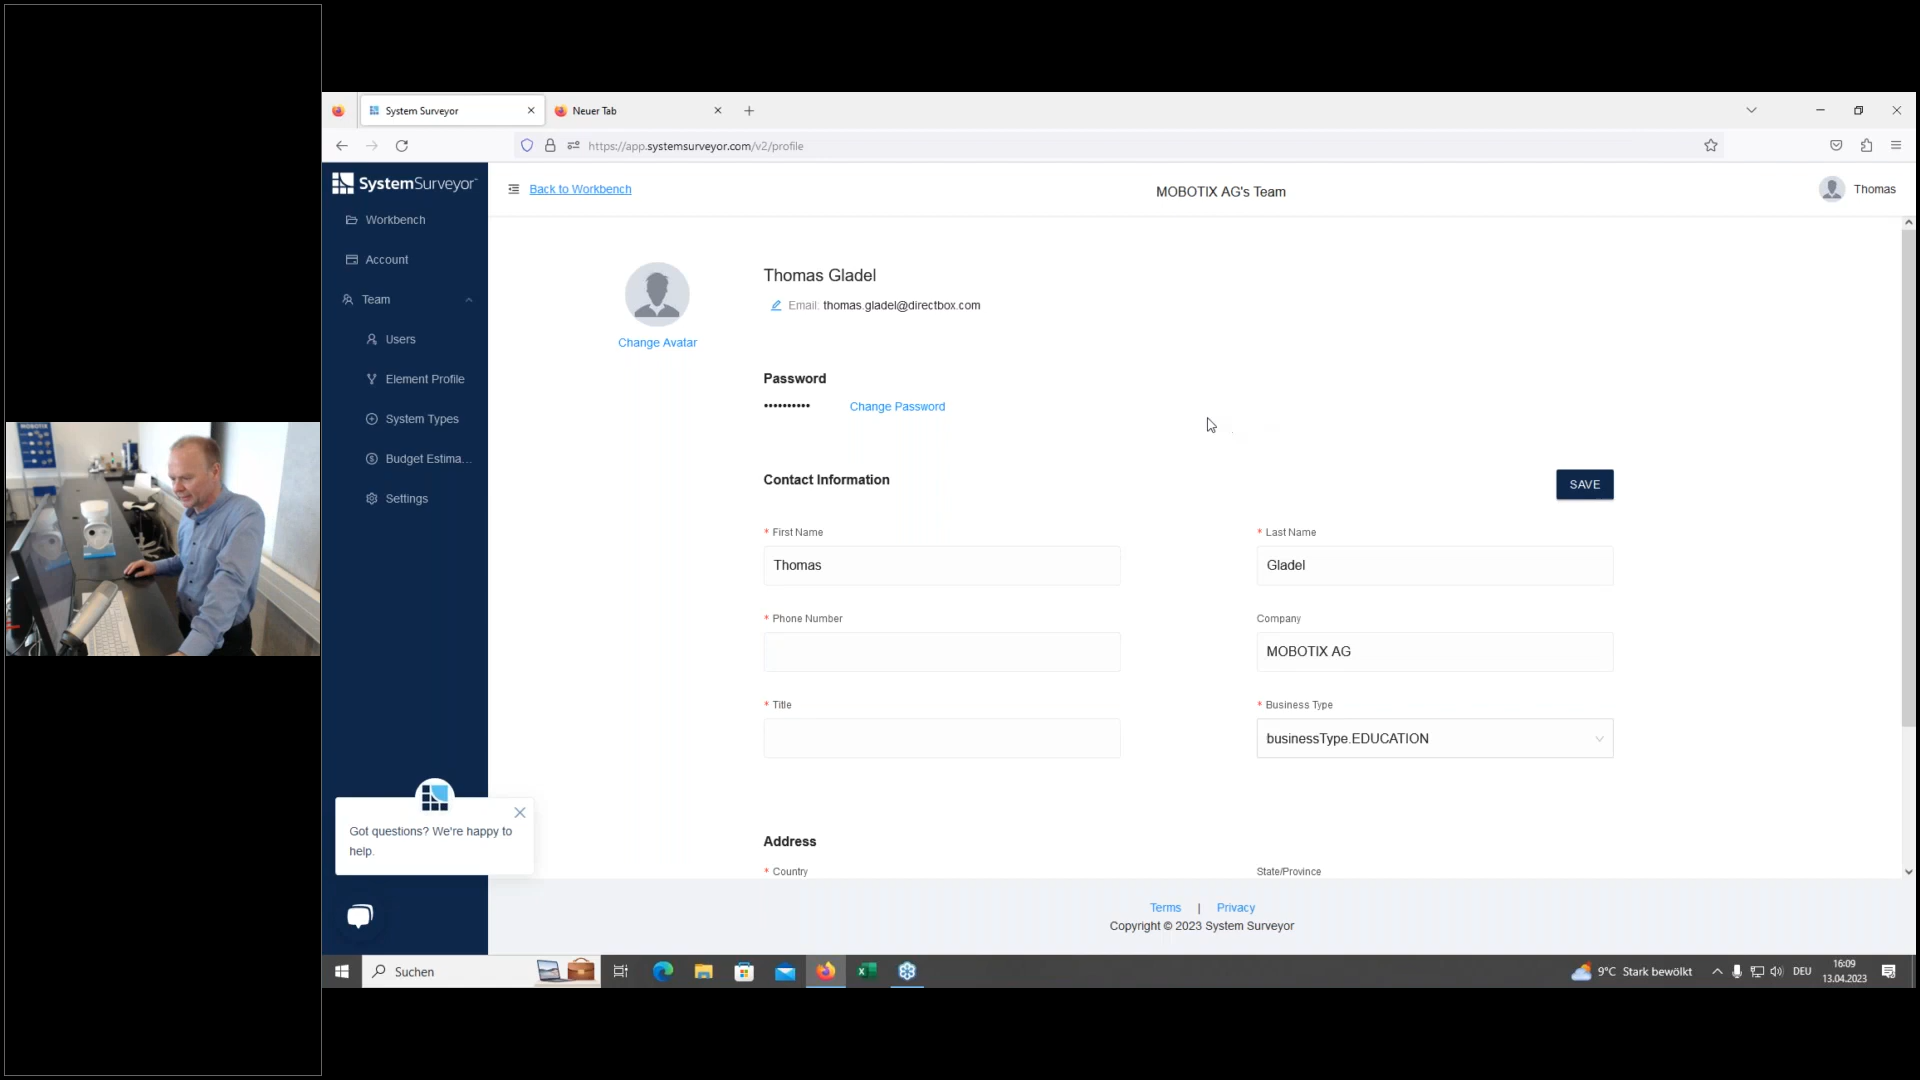 System Surveyor
Neuer Tab
https://app.systemsurveyor.com/v2/profile
SystemSurveyor
Back to Workbench
MOBOTIX AG's Team
Thomas
Workbench
Account
Team
Users
Element Profile
System Types
Budget Estima...
Settings
Thomas Gladel
Email: thomas.gladel@directbox.com
Change Avatar
Password
••••••••••
Change Password
Contact Information
SAVE
* First Name
* Last Name
Thomas
Gladel
* Phone Number
Company
MOBOTIX AG
* Title
* Business Type
businessType.EDUCATION
Address
* Country
State/Province
Got questions? We're happy to
help.
Terms | Privacy
Copyright © 2023 System Surveyor
Suchen
9°C Stark bewölkt
DEU
16:09
13.04.2023
MOBOTIX